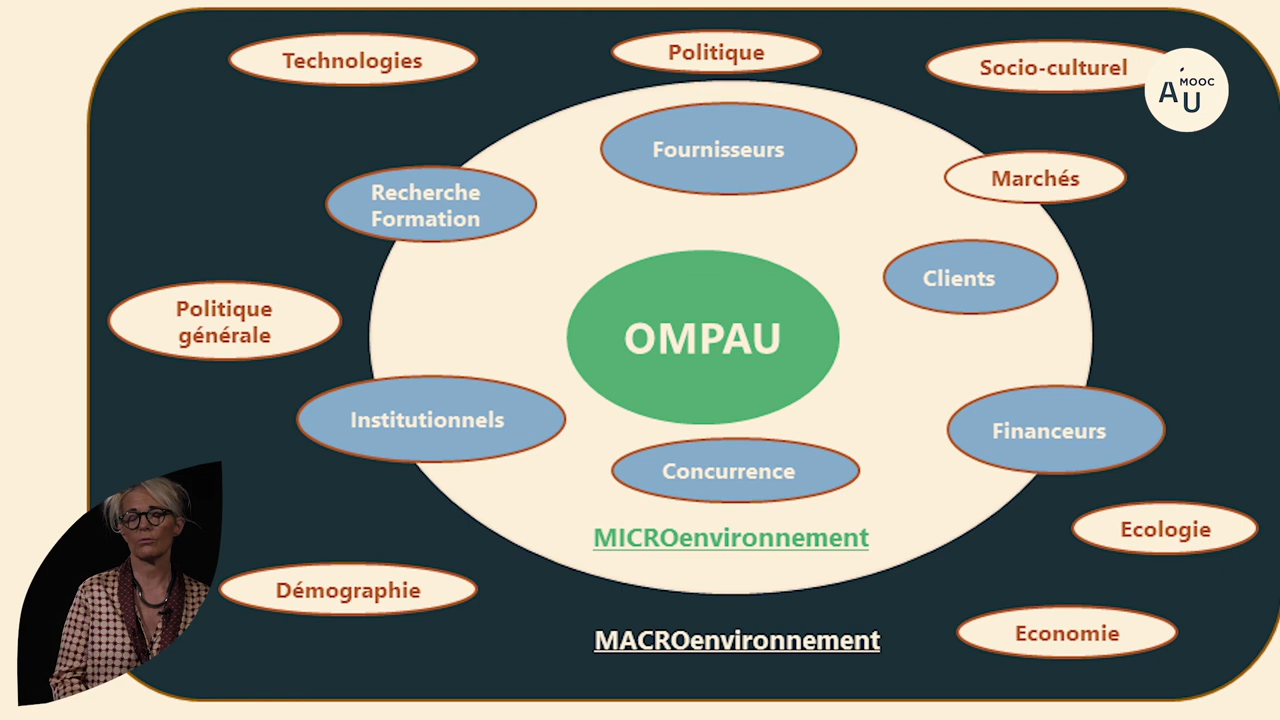 Technologies
Politique
Socio-culturel
MOOC
A'U
Fournisseurs
Marchés
Recherche
Formation
Clients
Politique
générale
OMPAU
Institutionnels
Financeurs
Concurrence
MICROenvironnement
Ecologie
Démographie
Economie
MACROenvironnement